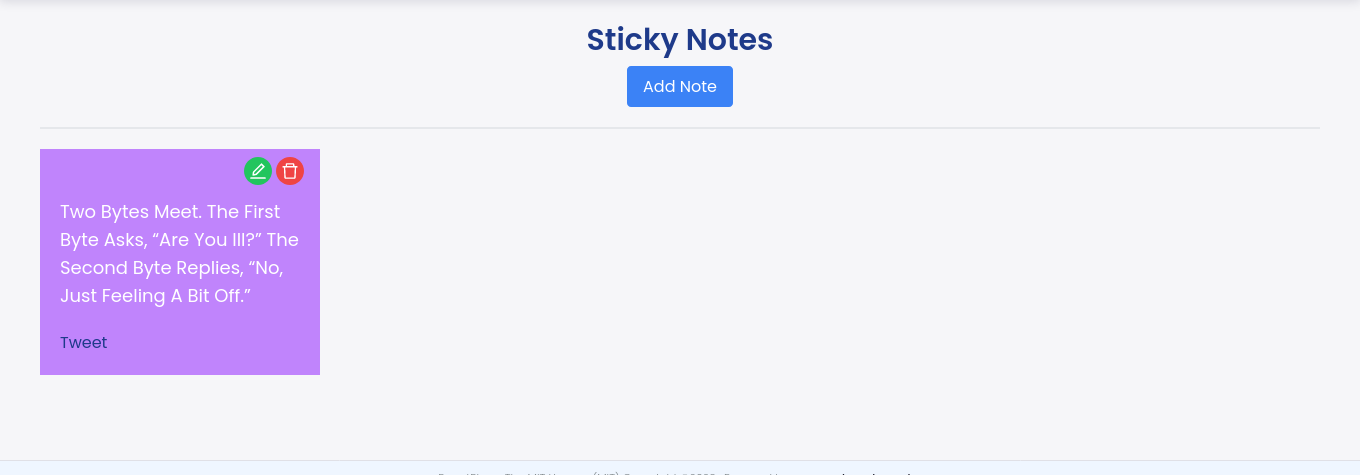 Sticky Notes
Add Note
Two Bytes Meet. The First
Byte Asks, “Are You Ill?” The
Second Byte Replies, “No,
Just Feeling A Bit Off.”
Tweet